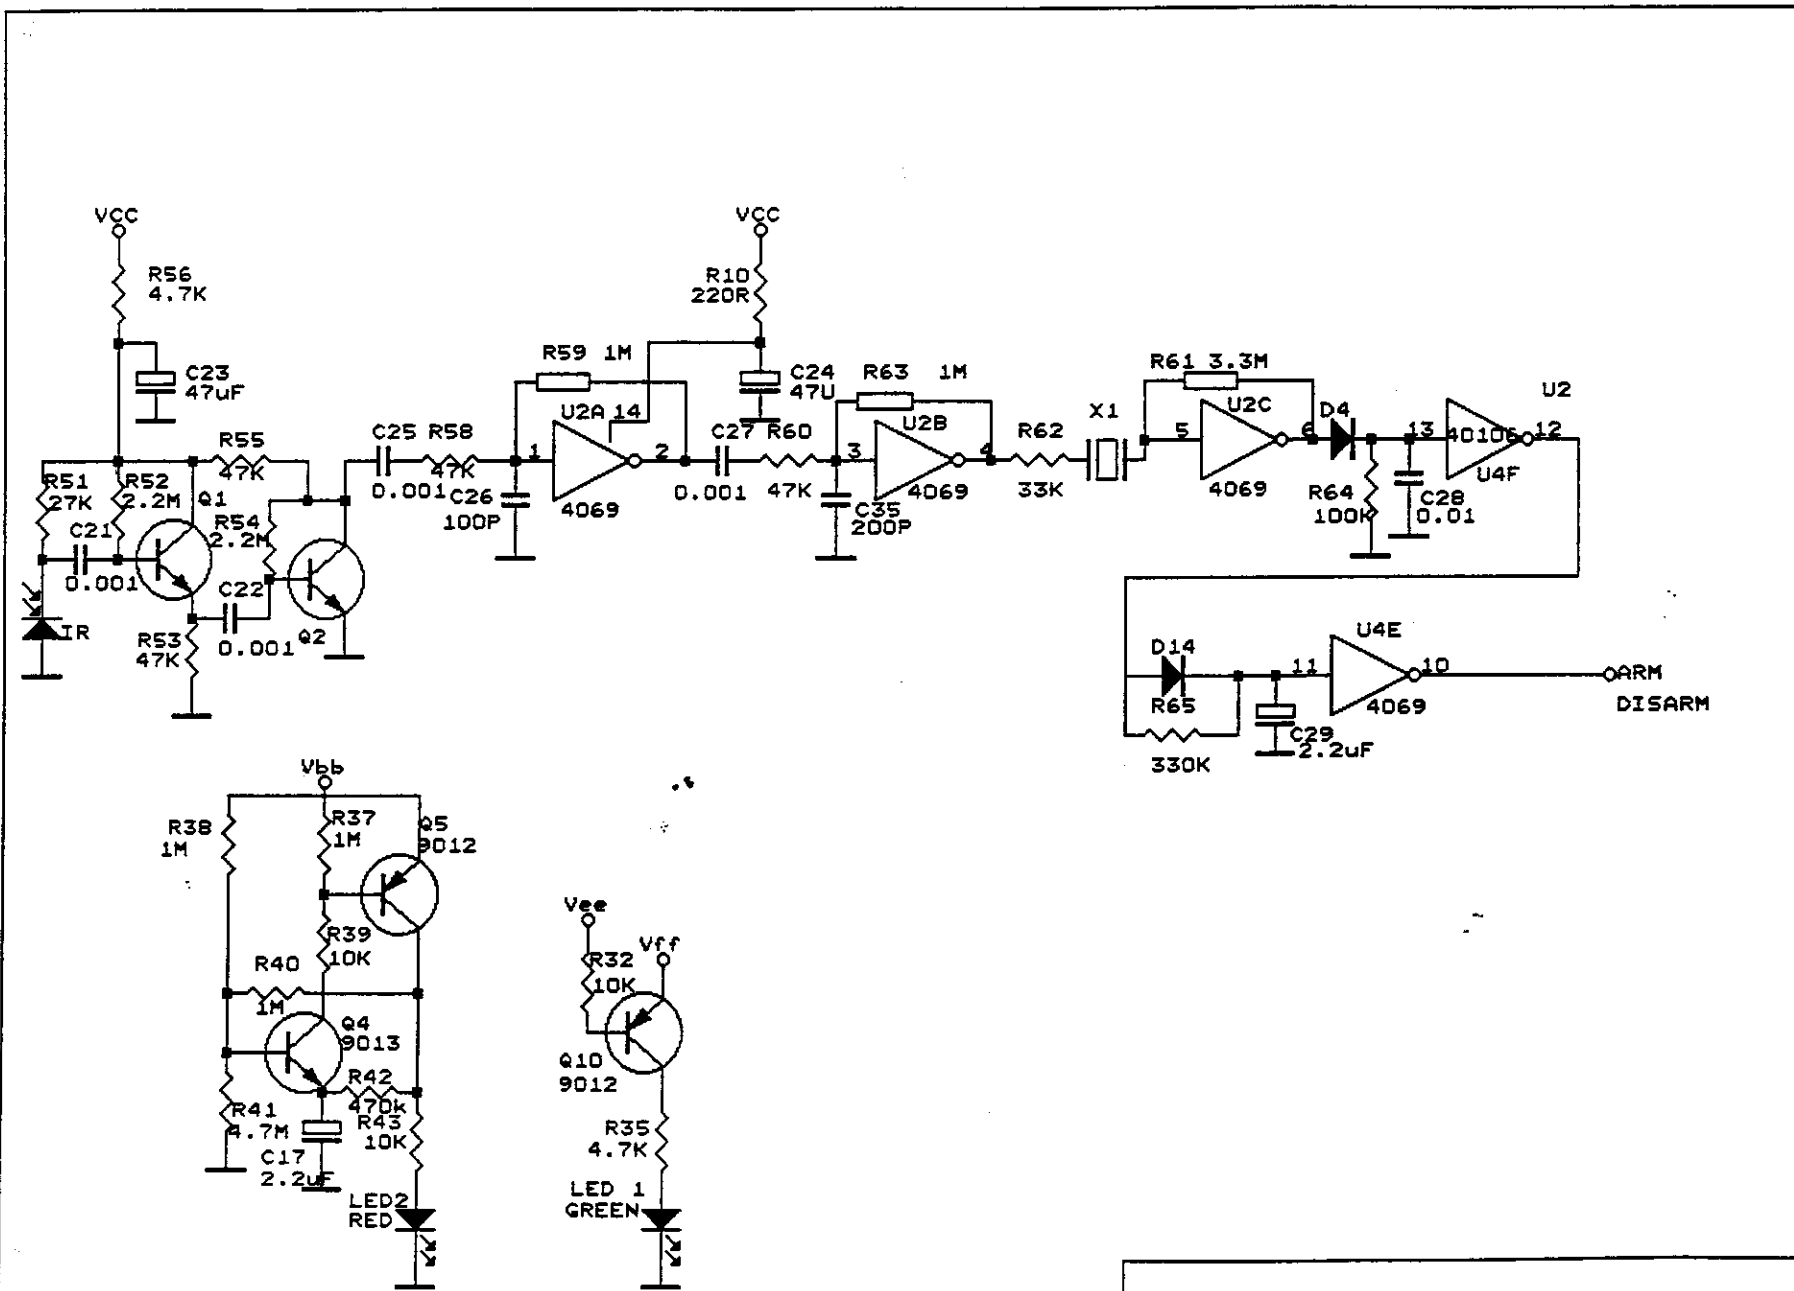 VCC
R56
4.7K
C23
47uF
R55
47K
R51
27K
R52
2.2M
Q1
C21
0.001
R54
2.2M
C22
0.001
Q2
IR
R53
47K
C25
0.001
R58
47K
C26
100P
R59 1M
U2A 14
1
2
4069
VCC
R10
220R
C24
47U
C27
0.001
R60
47K
R63 1M
U2B
3
4
4069
C35
200P
R62
33K
X1
R61 3.3M
U2C
5
6
4069
D4
R64
100K
C28
0.01
U2
13
40106
12
U4F
D14
R65
330K
C29
2.2uF
11
U4E
10
4069
ARM
DISARM
Vbb
R38
1M
R37
1M
Q5
9012
R39
10K
R40
1M
Q4
9013
R42
470k
R41
4.7M
R43
10K
C17
2.2uF
LED2
RED
Vee
Vff
R32
10K
Q10
9012
R35
4.7K
LED 1
GREEN